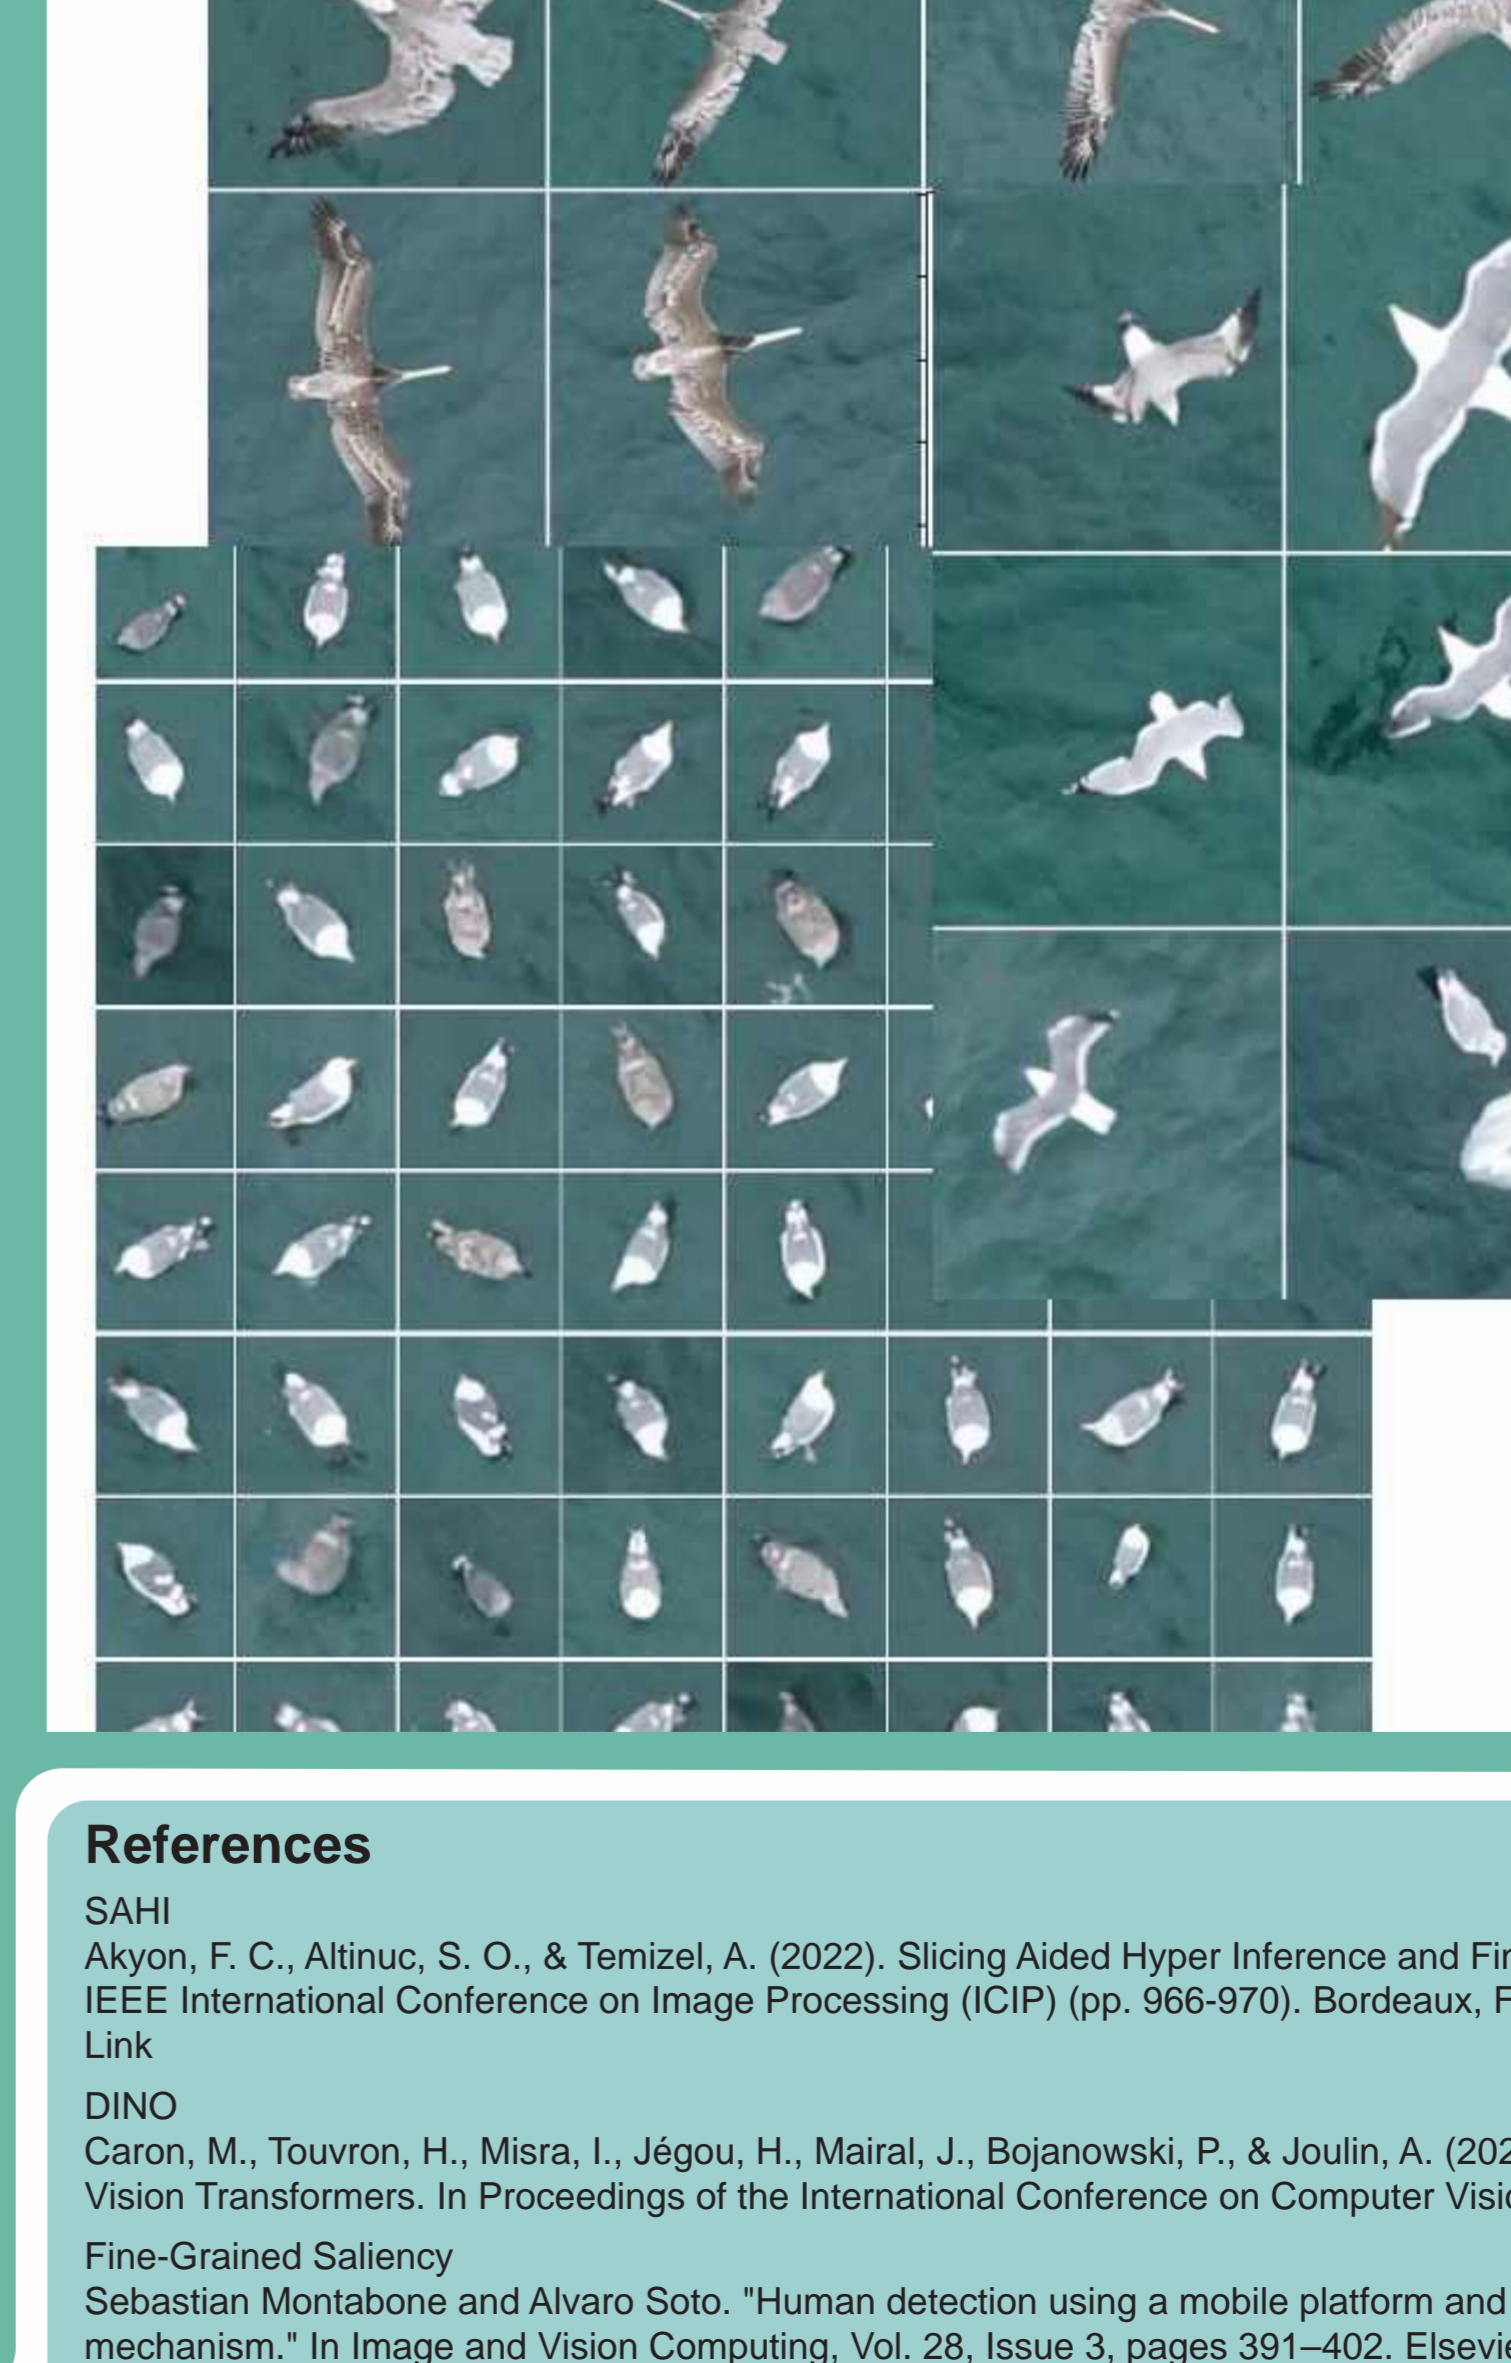 References
SAHI
Akyon, F. C., Altinuc, S. O., & Temizel, A. (2022). Slicing Aided Hyper Inference and
IEEE International Conference on Image Processing (ICIP) (pp. 966-970). Bordeaux,
Link
DINO
Caron, M., Touvron, H., Misra, I., Jégou, H., Mairal, J., Bojanowski, P., & Joulin, A.
Vision Transformers. In Proceedings of the International Conference on Computer
Fine-Grained Saliency
Sebastian Montabone and Alvaro Soto. "Human detection using a mobile platform and
mechanism." In Image and Vision Computing, Vol. 28, Issue 3, pages 391–402.